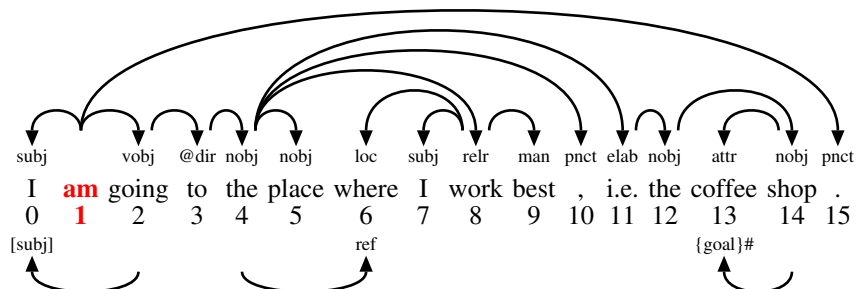 subj vobj @dir nobj nobj loc subj relr man pnct elab nobj attr nobj pnct
I am going to the place where I work best , i.e. the coffee shop .
0 1 2 3 4 5 6 7 8 9 10 11 12 13 14 15
[subj] ref {goal}#